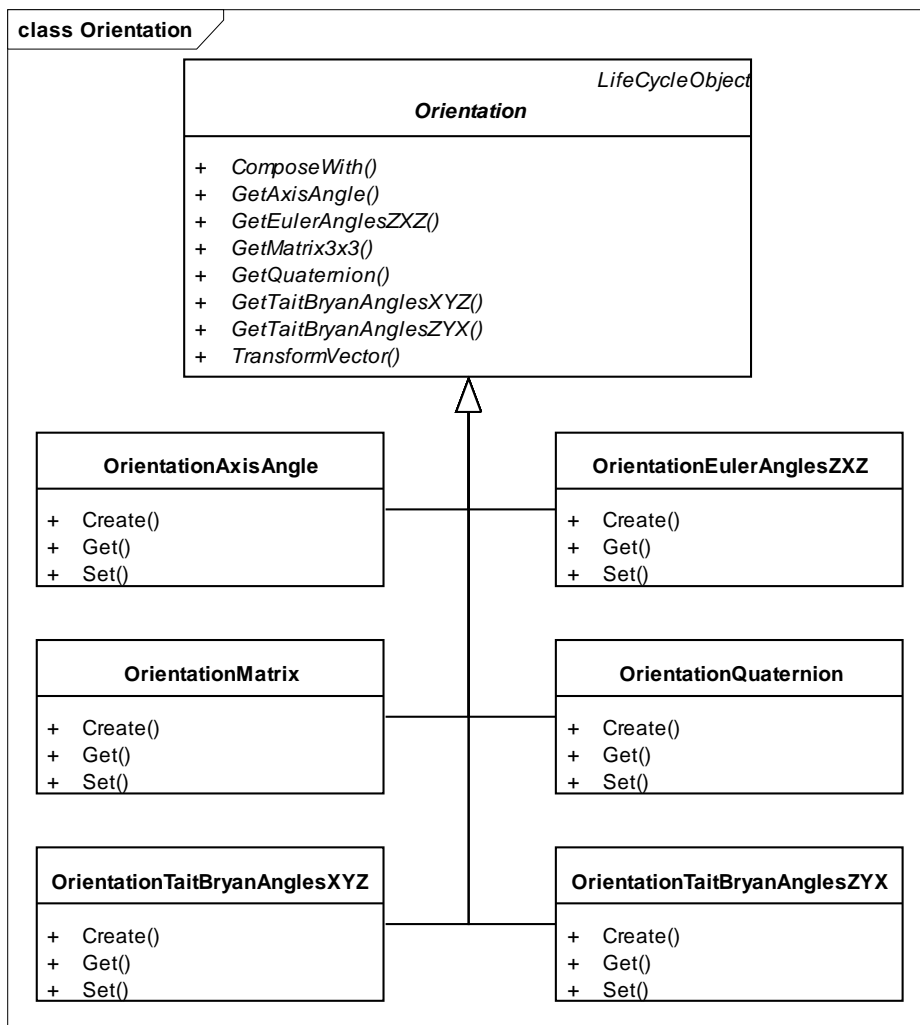 class Orientation
LifeCycleObject
Orientation
+ ComposeWith()
+ GetAxisAngle()
+ GetEulerAnglesZXZ()
+ GetMatrix3x3()
+ GetQuaternion()
+ GetTaitBryanAnglesXYZ()
+ GetTaitBryanAnglesZYX()
+ TransformVector()
OrientationAxisAngle
+ Create()
+ Get()
+ Set()
OrientationEulerAnglesZXZ
+ Create()
+ Get()
+ Set()
OrientationMatrix
+ Create()
+ Get()
+ Set()
OrientationQuaternion
+ Create()
+ Get()
+ Set()
OrientationTaitBryanAnglesXYZ
+ Create()
+ Get()
+ Set()
OrientationTaitBryanAnglesZYX
+ Create()
+ Get()
+ Set()